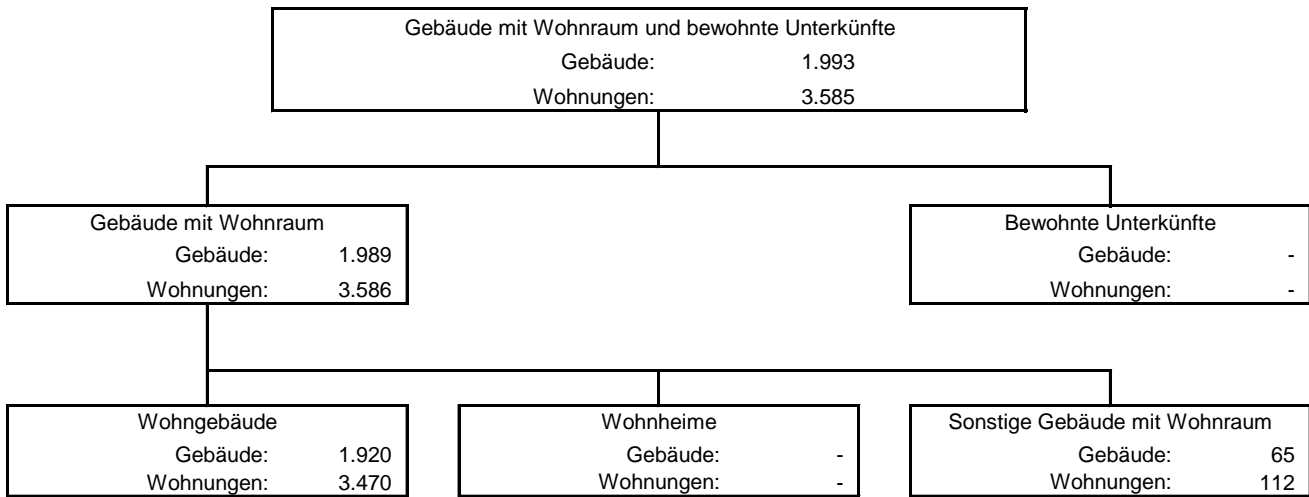 Gebäude mit Wohnraum und bewohnte Unterkünfte
Gebäude: 1.993
Wohnungen: 3.585
Gebäude mit Wohnraum
Gebäude: 1.989
Wohnungen: 3.586
Bewohnte Unterkünfte
Gebäude: -
Wohnungen: -
Wohngebäude
Gebäude: 1.920
Wohnungen: 3.470
Wohnheime
Gebäude: -
Wohnungen: -
Sonstige Gebäude mit Wohnraum
Gebäude: 65
Wohnungen: 112